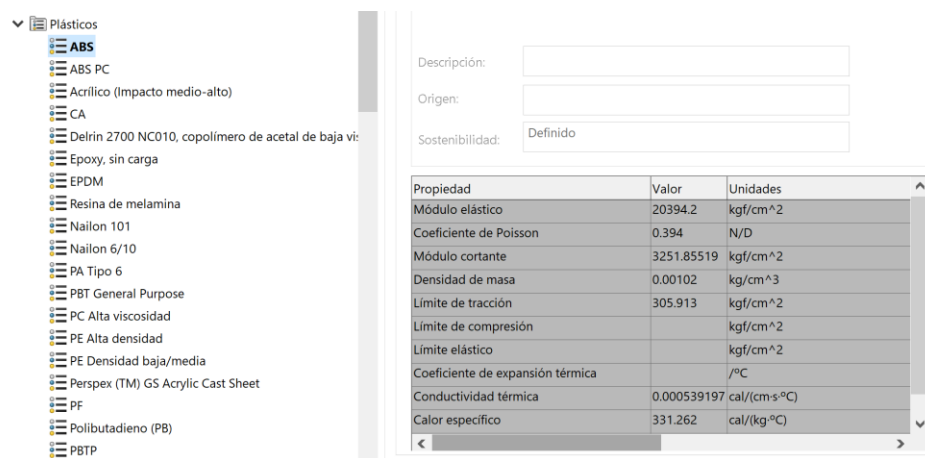 Plásticos
ABS
ABS PC
Acrílico (Impacto medio-alto)
CA
Delrin 2700 NC010, copolímero de acetal de baja vis
Epoxy, sin carga
EPDM
Resina de melamina
Nailon 101
Nailon 6/10
PA Tipo 6
PBT General Purpose
PC Alta viscosidad
PE Alta densidad
PE Densidad baja/media
Perspex (TM) GS Acrylic Cast Sheet
PF
Polibutadieno (PB)
PBTP
Descripción:
Origen:
Sostenibilidad: Definido
Propiedad Valor Unidades
Módulo elástico 20394.2 kgf/cm^2
Coeficiente de Poisson 0.394 N/D
Módulo cortante 3251.85519 kgf/cm^2
Densidad de masa 0.00102 kg/cm^3
Límite de tracción 305.913 kgf/cm^2
Límite de compresión kgf/cm^2
Límite elástico kgf/cm^2
Coeficiente de expansión térmica /ºC
Conductividad térmica 0.000539197 cal/(cm·s·ºC)
Calor específico 331.262 cal/(kg·ºC)